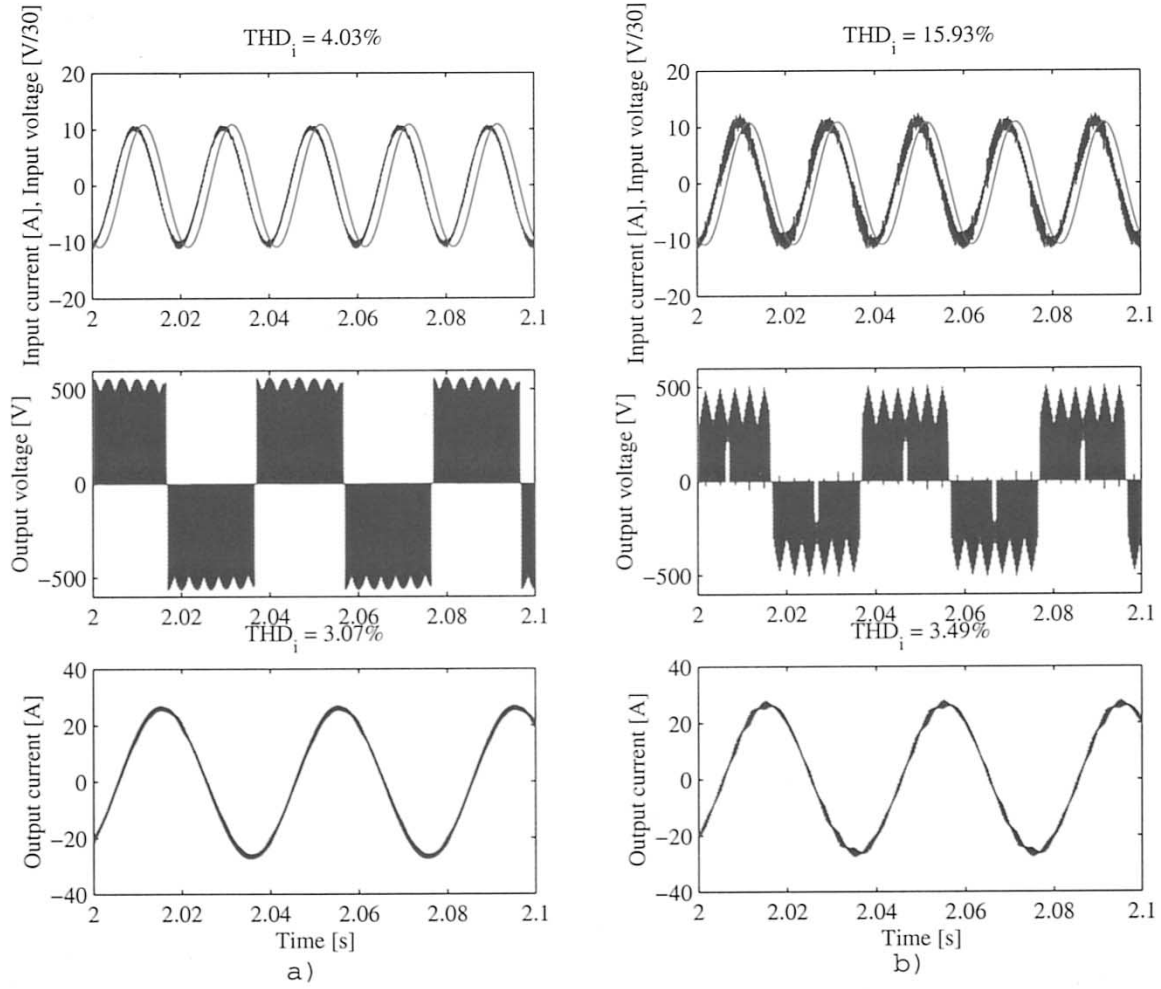 THDi = 4.03%
Input current [A], Input voltage [V/30]
20
10
0
−10
−20
2 2.02 2.04 2.06 2.08 2.1
Output voltage [V]
500
0
−500
2 2.02 2.04 2.06 2.08 2.1
THDi = 3.07%
Output current [A]
40
20
0
−20
−40
2 2.02 2.04 2.06 2.08 2.1
Time [s]
a)
THDi = 15.93%
Input current [A], Input voltage [V/30]
20
10
0
−10
−20
2 2.02 2.04 2.06 2.08 2.1
Output voltage [V]
500
0
−500
2 2.02 2.04 2.06 2.08 2.1
THDi = 3.49%
Output current [A]
40
20
0
−20
−40
2 2.02 2.04 2.06 2.08 2.1
Time [s]
b)